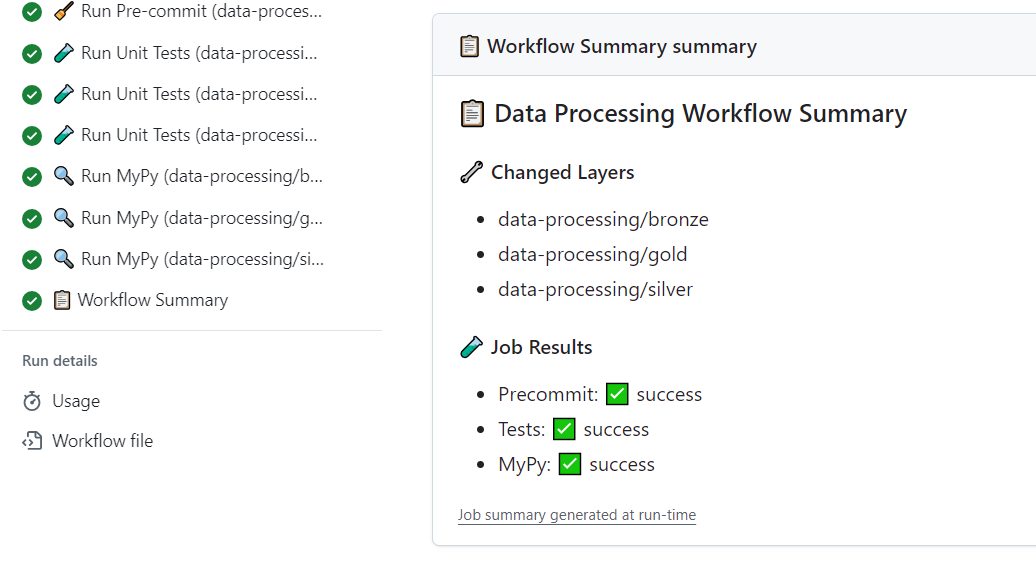 Run Pre-commit (data-proces...
Run Unit Tests (data-processi...
Run Unit Tests (data-processi...
Run Unit Tests (data-processi...
Run MyPy (data-processing/b...
Run MyPy (data-processing/g...
Run MyPy (data-processing/si...
Workflow Summary
Run details
Usage
Workflow file
Workflow Summary summary
Data Processing Workflow Summary
Changed Layers
data-processing/bronze
data-processing/gold
data-processing/silver
Job Results
Precommit: ✅ success
Tests: ✅ success
MyPy: ✅ success
Job summary generated at run-time